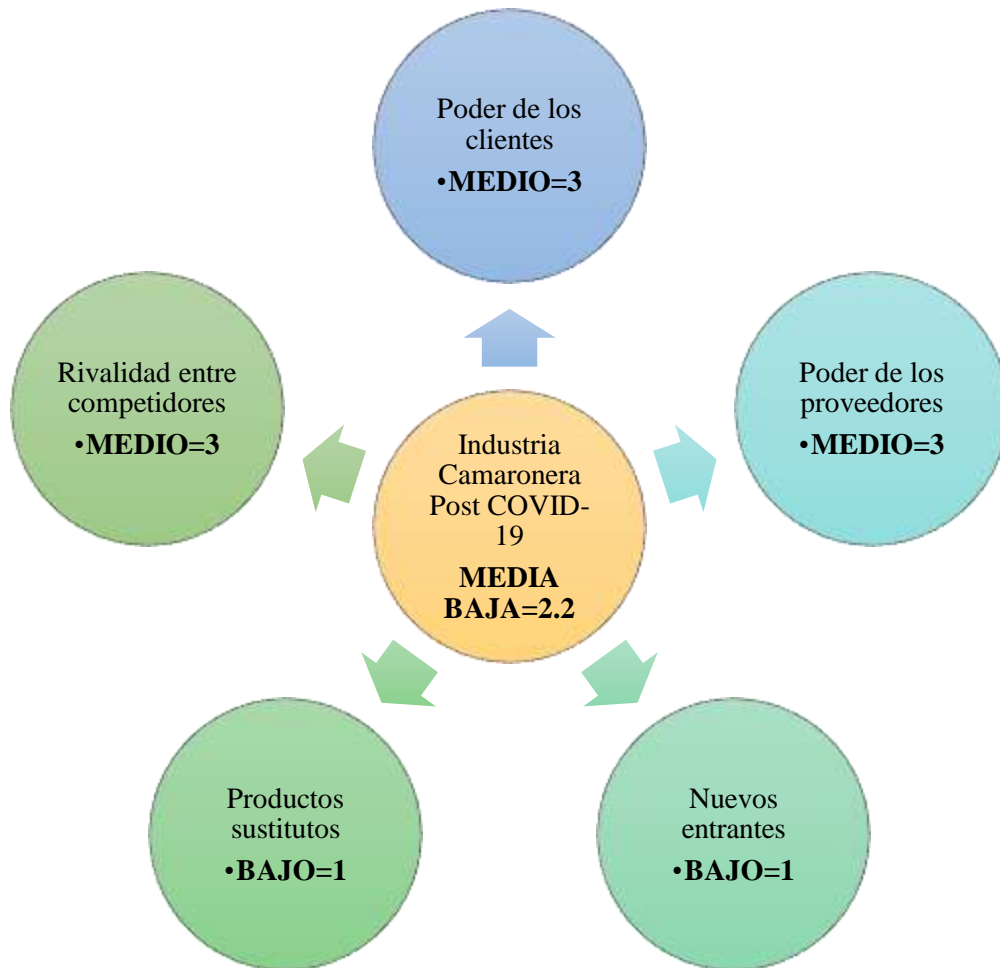 Poder de los
clientes
•MEDIO=3
Rivalidad entre
competidores
•MEDIO=3
Poder de los
proveedores
•MEDIO=3
Industria
Camaronera
Post COVID-
19
MEDIA
BAJA=2.2
Productos
sustitutos
•BAJO=1
Nuevos
entrantes
•BAJO=1